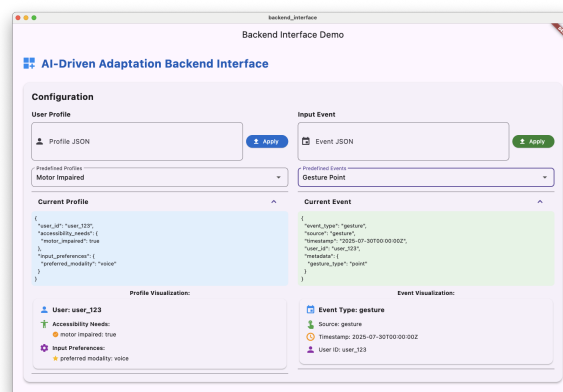 backend_interface
Backend Interface Demo
AI-Driven Adaptation Backend Interface
Configuration
User Profile
Profile JSON
Apply
Predefined Profiles
Motor Impaired
Current Profile
{
"user_id": "user_123",
"accessibility_needs": {
"motor_impaired": true
},
"input_preferences": {
"preferred_modality": "voice"
}
}
Profile Visualization:
User: user_123
Accessibility Needs:
motor impaired: true
Input Preferences:
preferred modality: voice
Input Event
Event JSON
Apply
Predefined Events
Gesture Point
Current Event
{
"event_type": "gesture",
"source": "gesture",
"timestamp": "2025-07-30T00:00:00Z",
"user_id": "user_123",
"metadata": {
"gesture_type": "point"
}
}
Event Visualization:
Event Type: gesture
Source: gesture
Timestamp: 2025-07-30T00:00:00Z
User ID: user_123